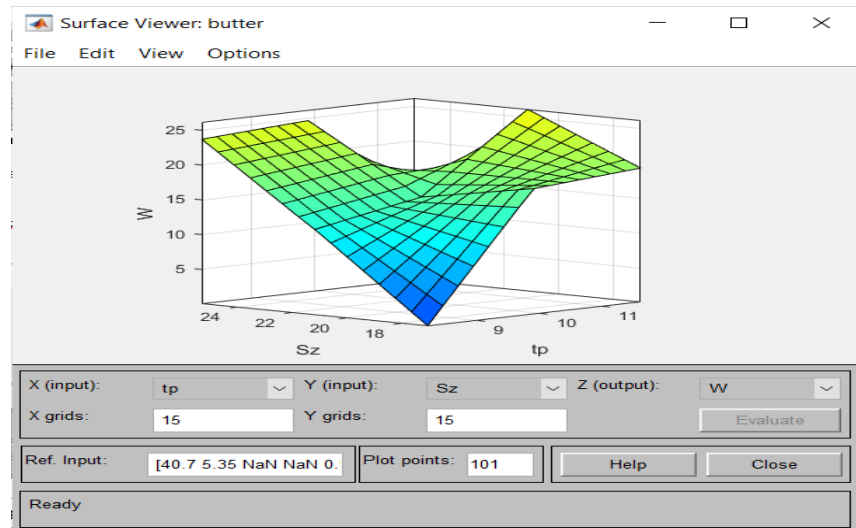 Surface Viewer: butter
File Edit View Options
25
20
15
10
5
W
24
22
20
18
Sz
9
10
11
tp
X (input): tp Y (input): Sz Z (output): W
X grids: 15 Y grids: 15 Evaluate
Ref. Input: [40.7 5.35 NaN NaN 0. Plot points: 101 Help Close
Ready